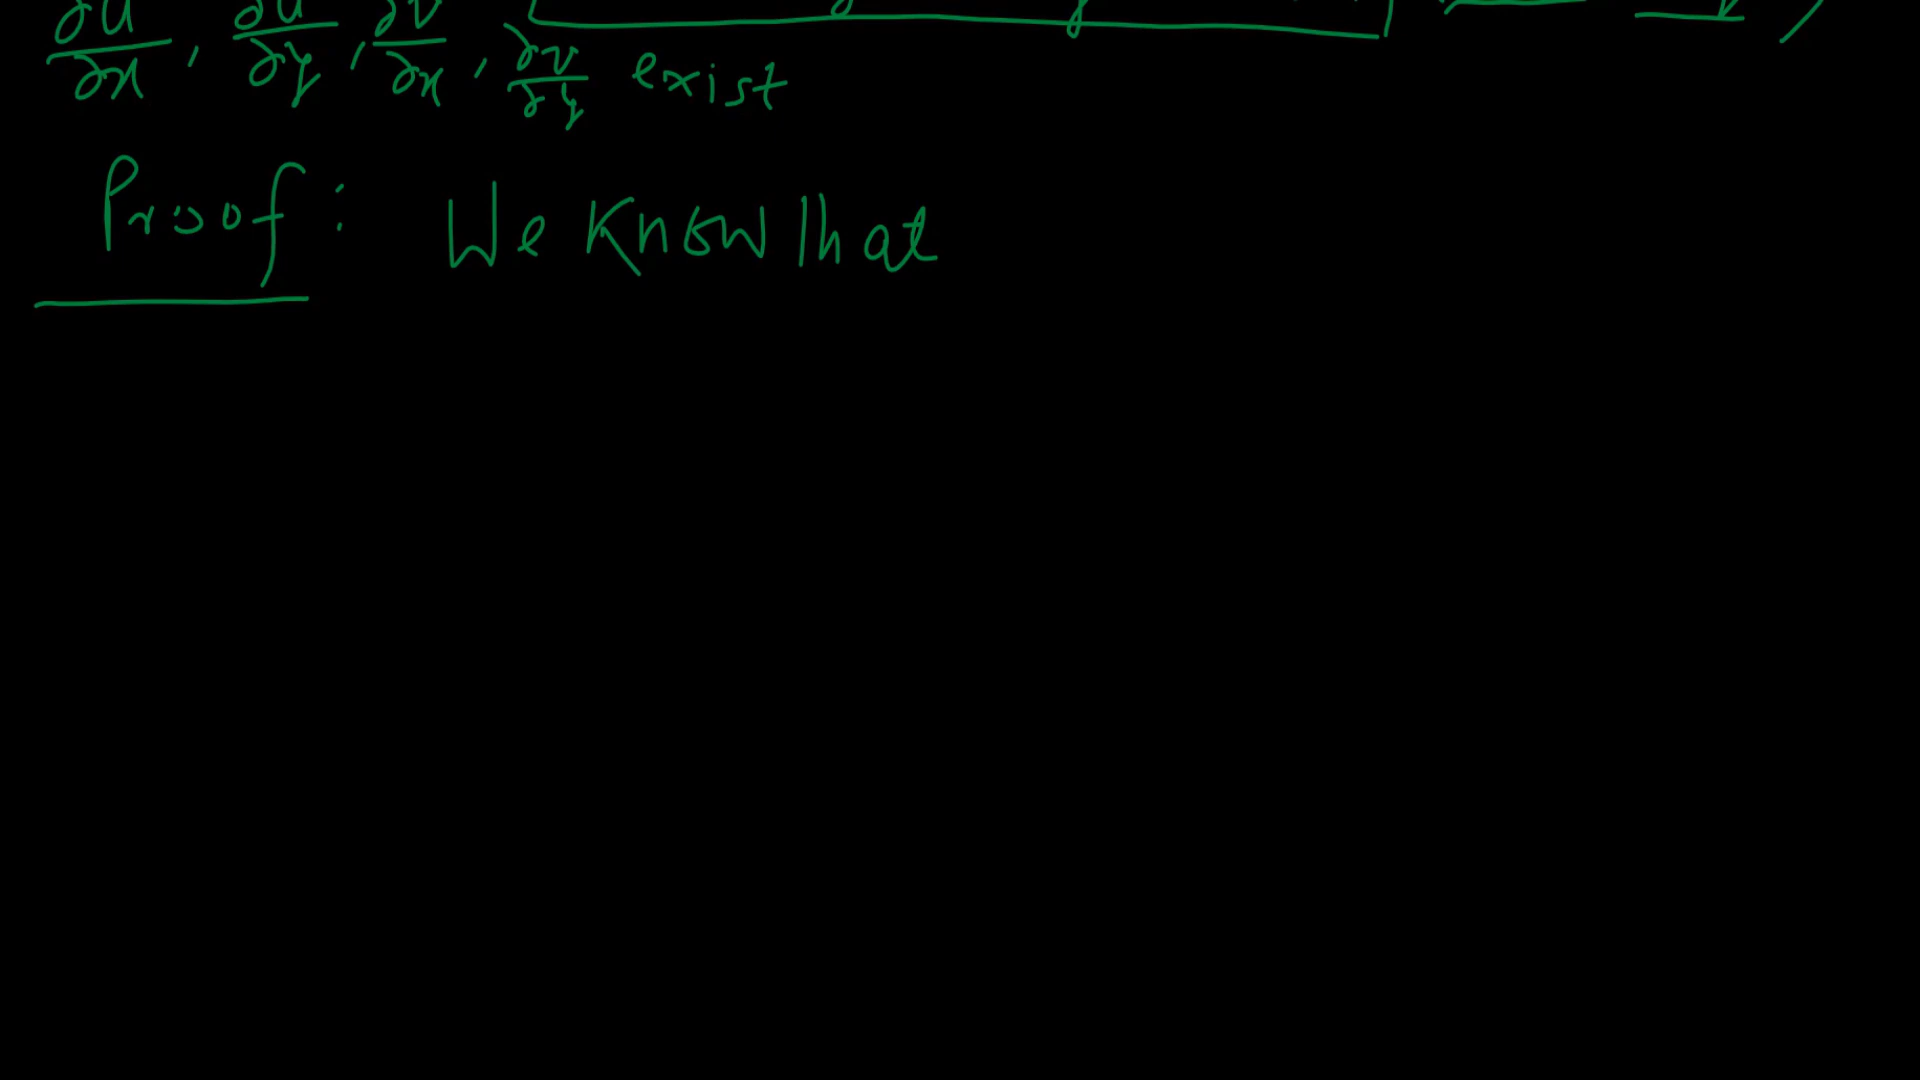 ∂u/∂x , ∂u/∂y , ∂v/∂x , ∂v/∂y exist
Proof : We know that